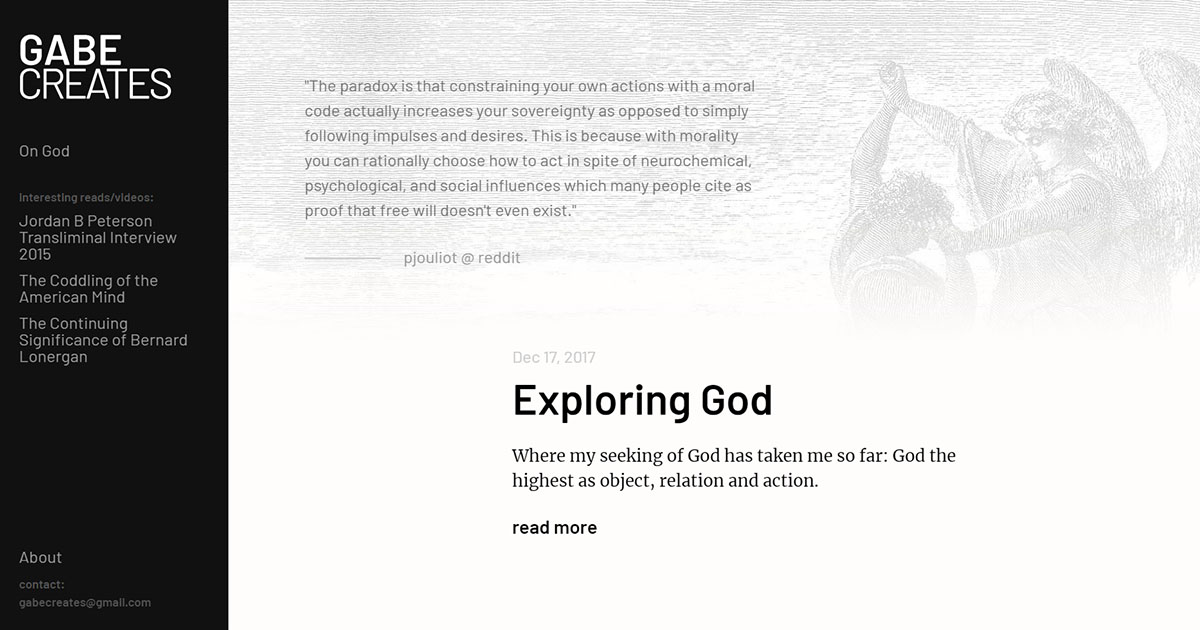 GABE
CREATES
On God
Interesting reads/videos:
Jordan B Peterson
Transliminal Interview
2015
The Coddling of the
American Mind
The Continuing
Significance of Bernard
Lonergan
About
contact:
gabecreates@gmail.com
"The paradox is that constraining your own actions with a moral
code actually increases your sovereignty as opposed to simply
following impulses and desires. This is because with morality
you can rationally choose how to act in spite of neurochemical,
psychological, and social influences which many people cite as
proof that free will doesn't even exist."
pjouliot @ reddit
Dec 17, 2017
Exploring God
Where my seeking of God has taken me so far: God the
highest as object, relation and action.
read more